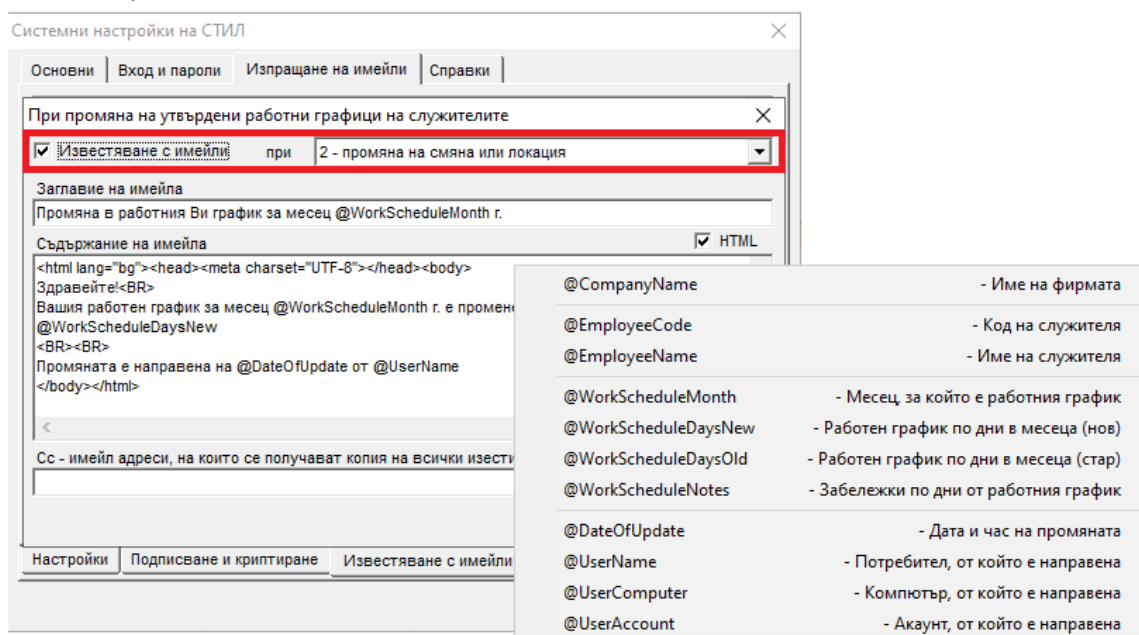 Системни настройки на СТИЛ
Основни Вход и пароли Изпращане на имейли Справки
При промяна на утвърдени работни графици на служителите
Известяване с имейли при 2 - промяна на смяна или локация
Заглавие на имейла
Промяна в работния Ви график за месец @WorkScheduleMonth г.
Съдържание на имейла HTML
<html lang="bg"><head><meta charset="UTF-8"></head><body>
Здравейте!<BR>
Вашия работен график за месец @WorkScheduleMonth г. е промене
@WorkScheduleDaysNew
<BR><BR>
Промяната е направена на @DateOfUpdate от @UserName
</body></html>
Cc - имейл адреси, на които се получават копия на всички извести
Настройки Подписване и криптиране Известяване с имейли
@CompanyName - Име на фирмата
@EmployeeCode - Код на служителя
@EmployeeName - Име на служителя
@WorkScheduleMonth - Месец, за който е работния график
@WorkScheduleDaysNew - Работен график по дни в месеца (нов)
@WorkScheduleDaysOld - Работен график по дни в месеца (стар)
@WorkScheduleNotes - Забележки по дни от работния график
@DateOfUpdate - Дата и час на промяната
@UserName - Потребител, от който е направена
@UserComputer - Компютър, от който е направена
@UserAccount - Акаунт, от който е направена